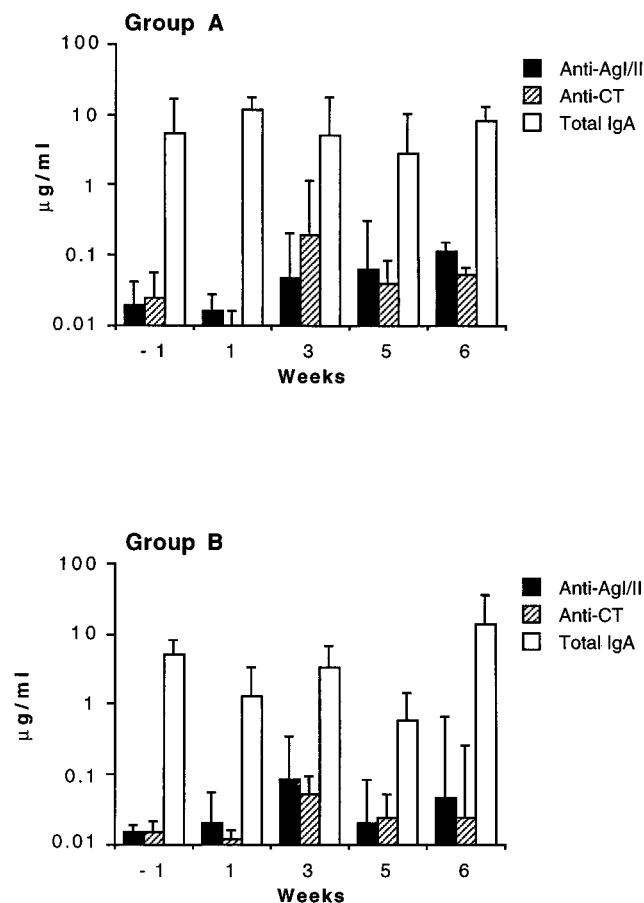 Group A
100
10
1
0.1
0.01
µg/ml
- 1 1 3 5 6
Weeks
Anti-AgI/II
Anti-CT
Total IgA
Group B
100
10
1
0.1
0.01
µg/ml
- 1 1 3 5 6
Weeks
Anti-AgI/II
Anti-CT
Total IgA